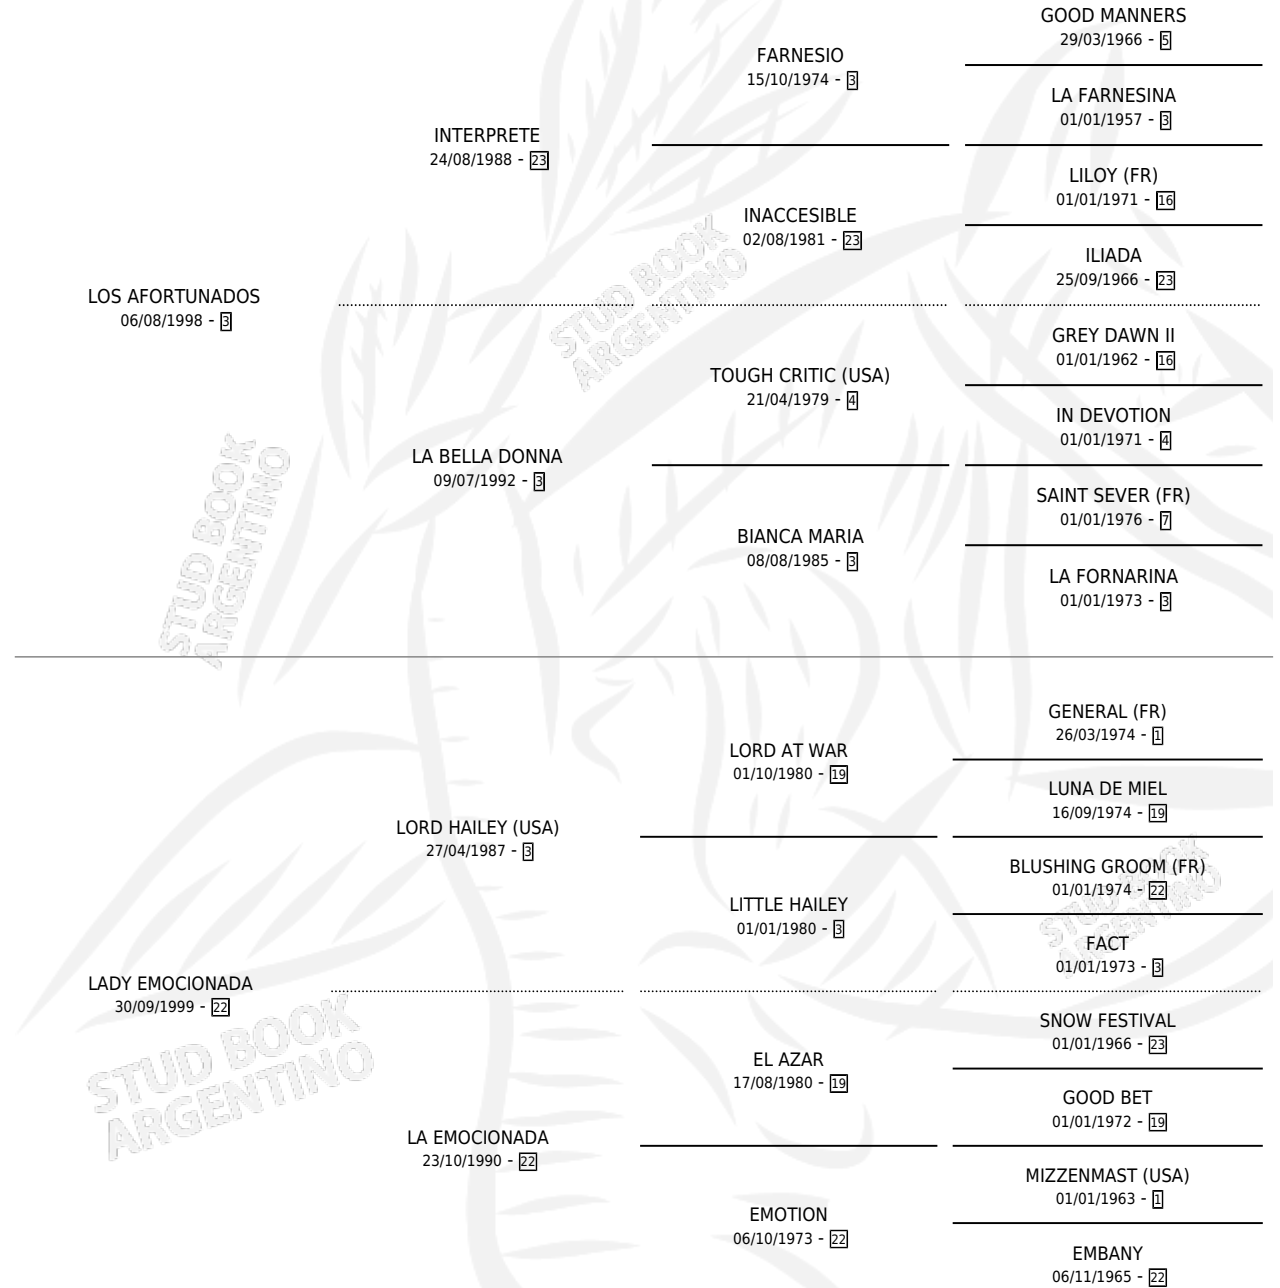 GOOD MANNERS
29/03/1966 - 5
FARNESIO
15/10/1974 - 3
LA FARNESINA
01/01/1957 - 3
INTERPRETE
24/08/1988 - 23
LILOY (FR)
01/01/1971 - 16
INACCESIBLE
02/08/1981 - 23
ILIADA
25/09/1966 - 23
LOS AFORTUNADOS
06/08/1998 - 3
GREY DAWN II
01/01/1962 - 16
TOUGH CRITIC (USA)
21/04/1979 - 4
IN DEVOTION
01/01/1971 - 4
LA BELLA DONNA
09/07/1992 - 3
SAINT SEVER (FR)
01/01/1976 - 7
BIANCA MARIA
08/08/1985 - 3
LA FORNARINA
01/01/1973 - 3
STUD BOOK
ARGENTINO
STUD BOOK
ARGENTINO
GENERAL (FR)
26/03/1974 - 1
LORD AT WAR
01/10/1980 - 19
LUNA DE MIEL
16/09/1974 - 19
LORD HAILEY (USA)
27/04/1987 - 3
BLUSHING GROOM (FR)
01/01/1974 - 22
LITTLE HAILEY
01/01/1980 - 3
FACT
01/01/1973 - 3
LADY EMOCIONADA
30/09/1999 - 22
SNOW FESTIVAL
01/01/1966 - 23
EL AZAR
17/08/1980 - 19
GOOD BET
01/01/1972 - 19
LA EMOCIONADA
23/10/1990 - 22
MIZZENMAST (USA)
01/01/1963 - 1
EMOTION
06/10/1973 - 22
EMBANY
06/11/1965 - 22
STUD BOOK
ARGENTINO
STUD BOOK
ARGENTINO